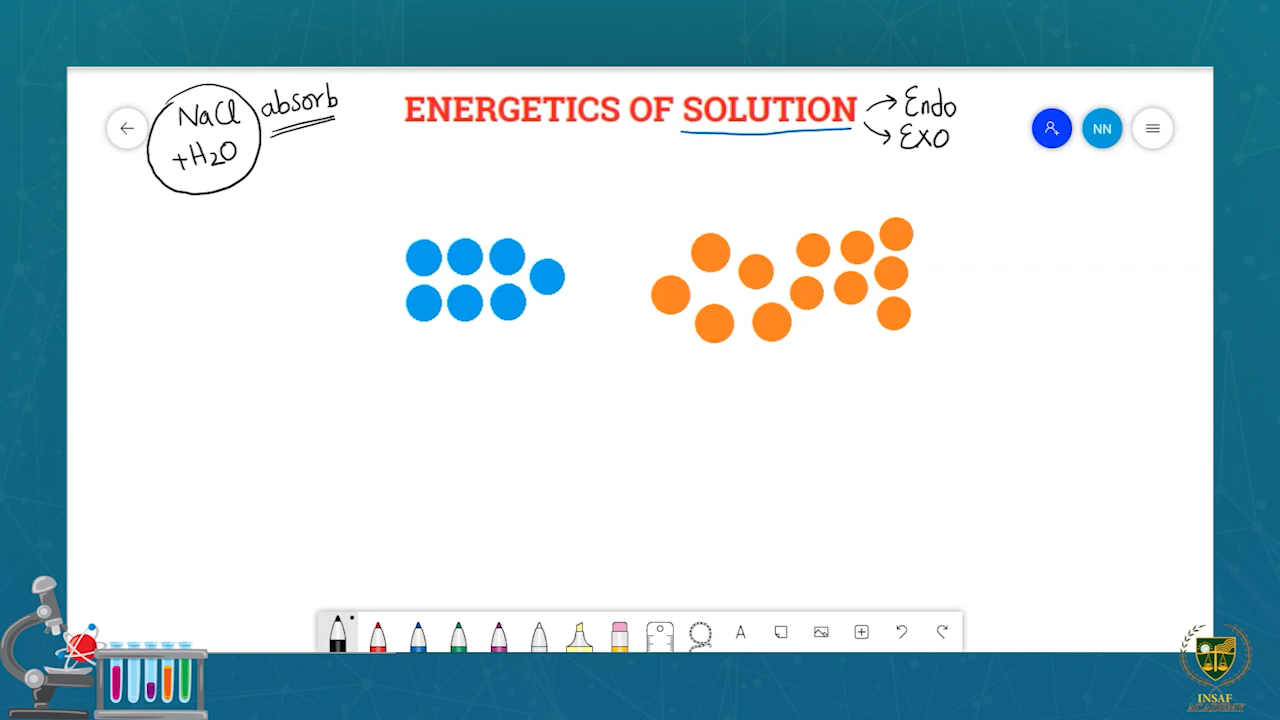 NaCl absorb
+H2O
ENERGETICS OF SOLUTION
Endo
Exo
NN
A
INSAF
ACADEMY